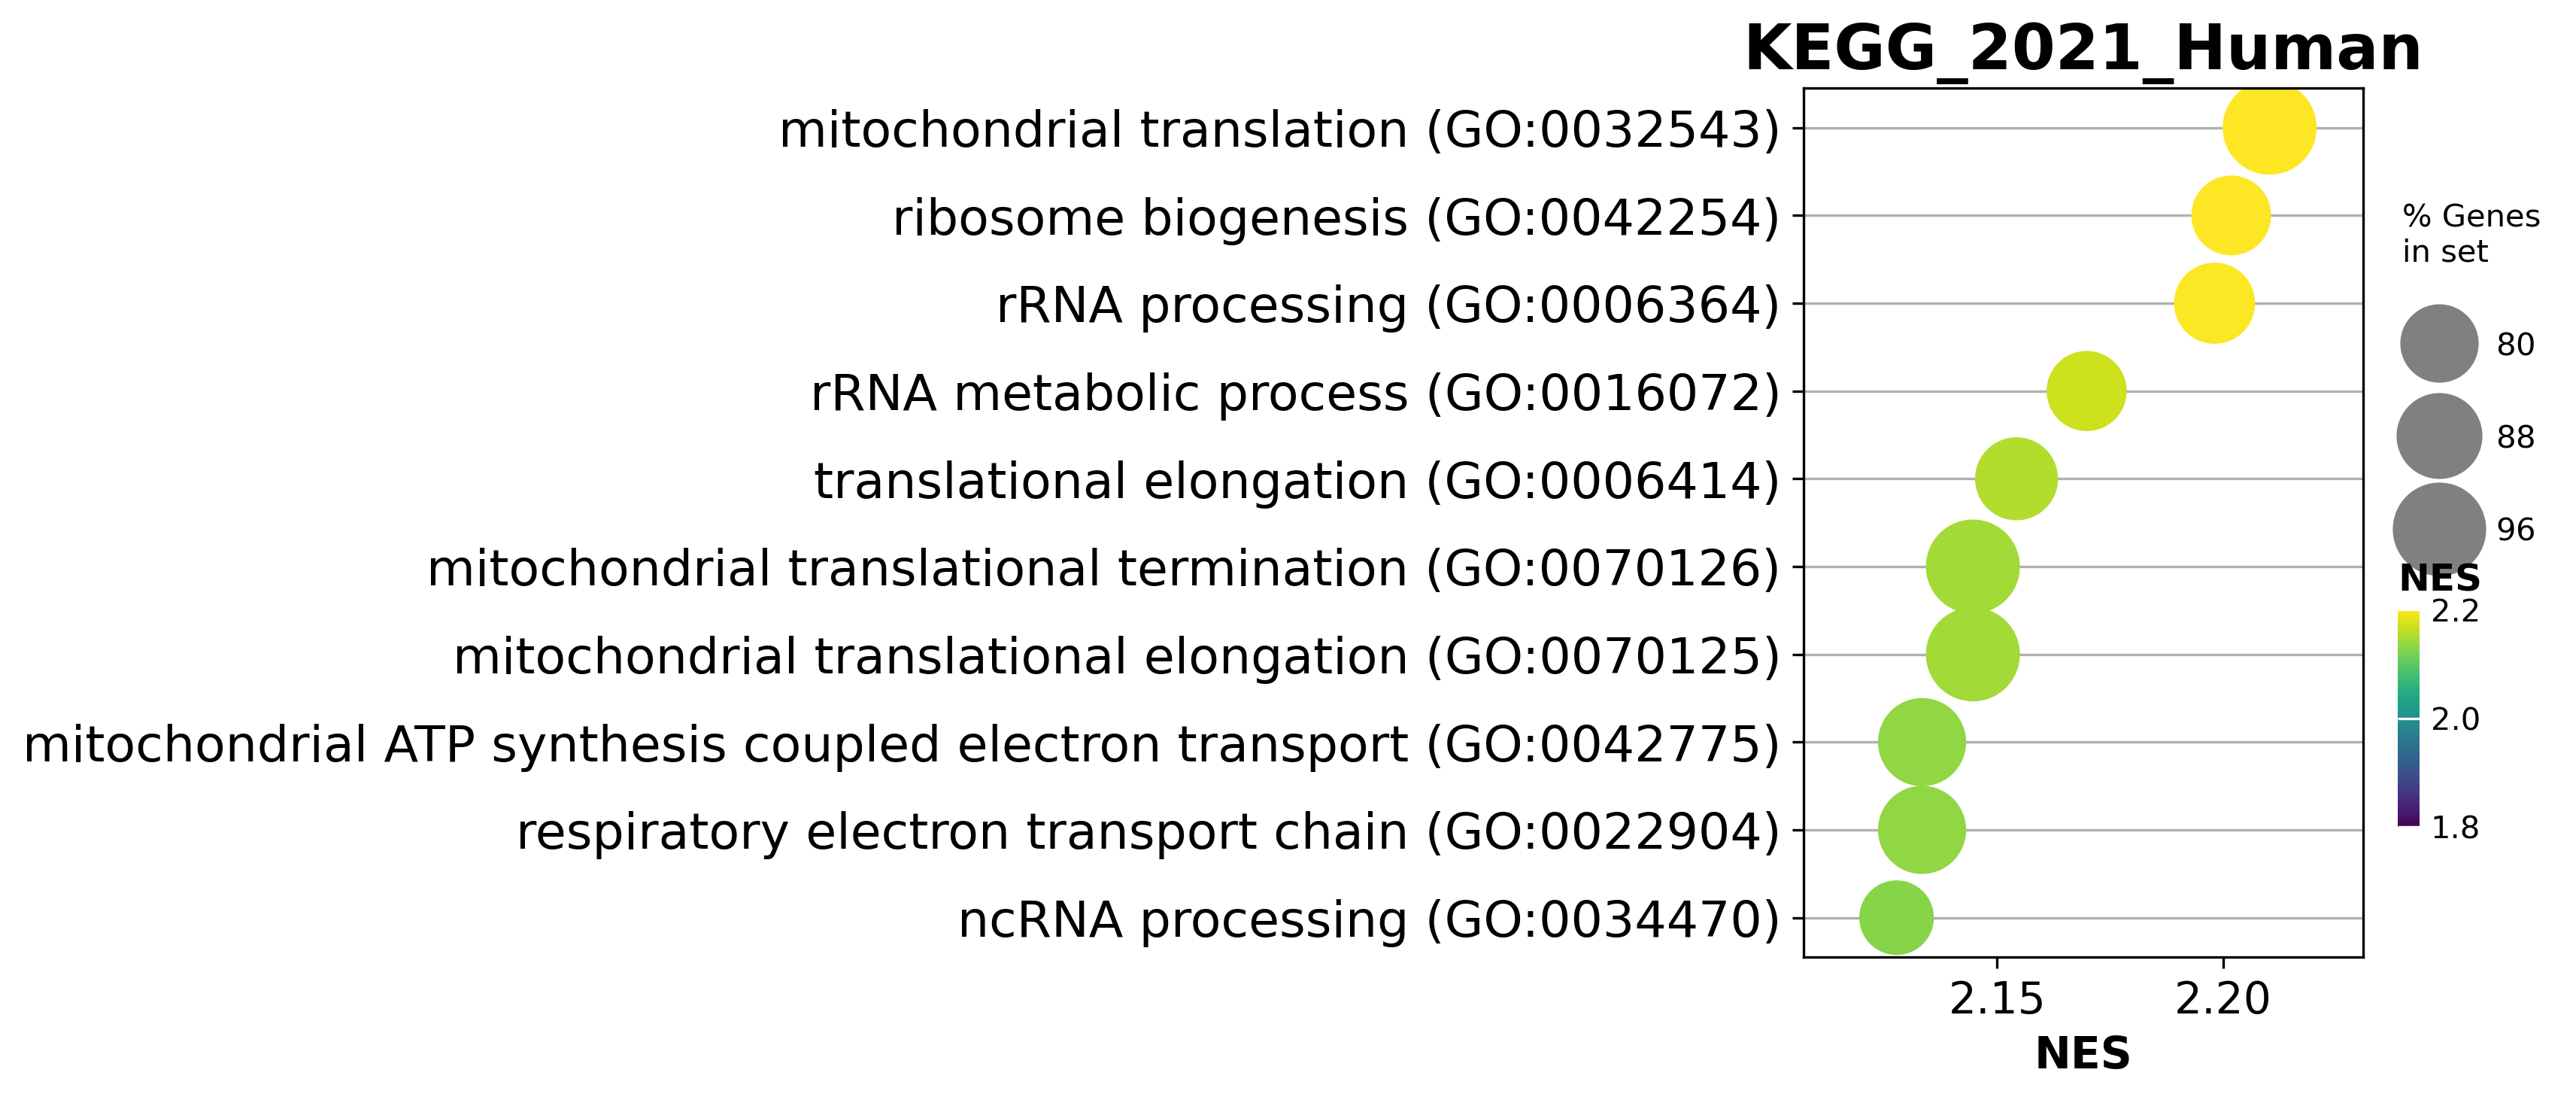 KEGG_2021_Human
mitochondrial translation (GO:0032543)
ribosome biogenesis (GO:0042254)
rRNA processing (GO:0006364)
rRNA metabolic process (GO:0016072)
translational elongation (GO:0006414)
mitochondrial translational termination (GO:0070126)
mitochondrial translational elongation (GO:0070125)
mitochondrial ATP synthesis coupled electron transport (GO:0042775)
respiratory electron transport chain (GO:0022904)
ncRNA processing (GO:0034470)
2.15 2.20
NES
% Genes
in set
80
88
96
NES
2.2
2.0
1.8